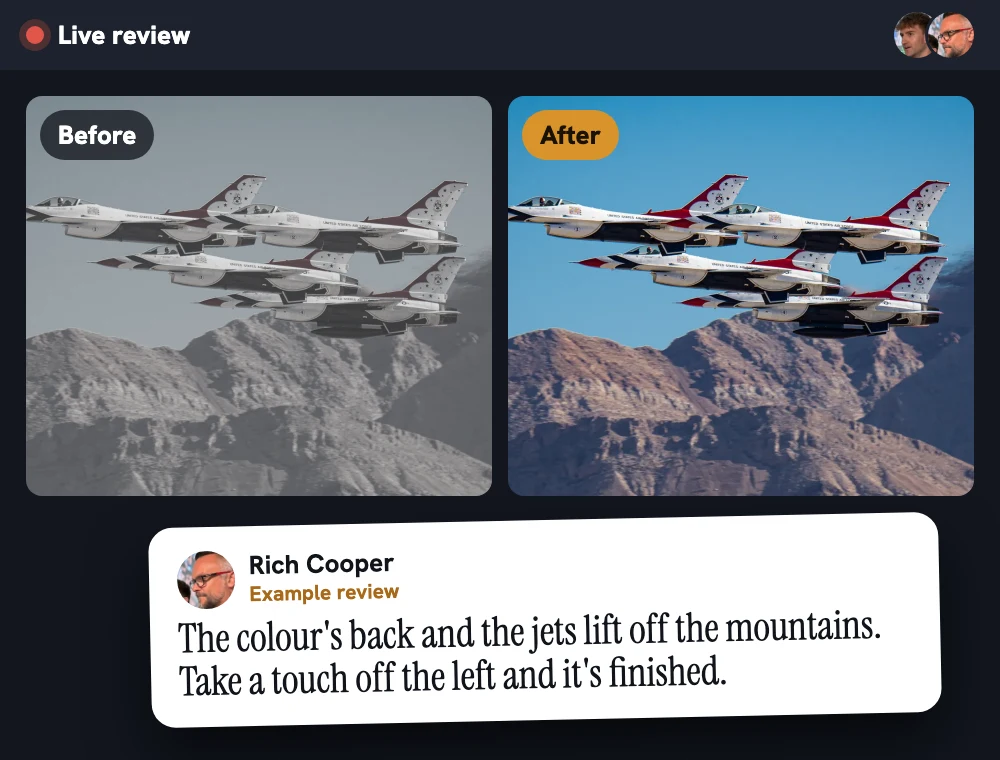 Live review
Before
After
Rich Cooper
Example review
The colour's back and the jets lift off the mountains.
Take a touch off the left and it's finished.